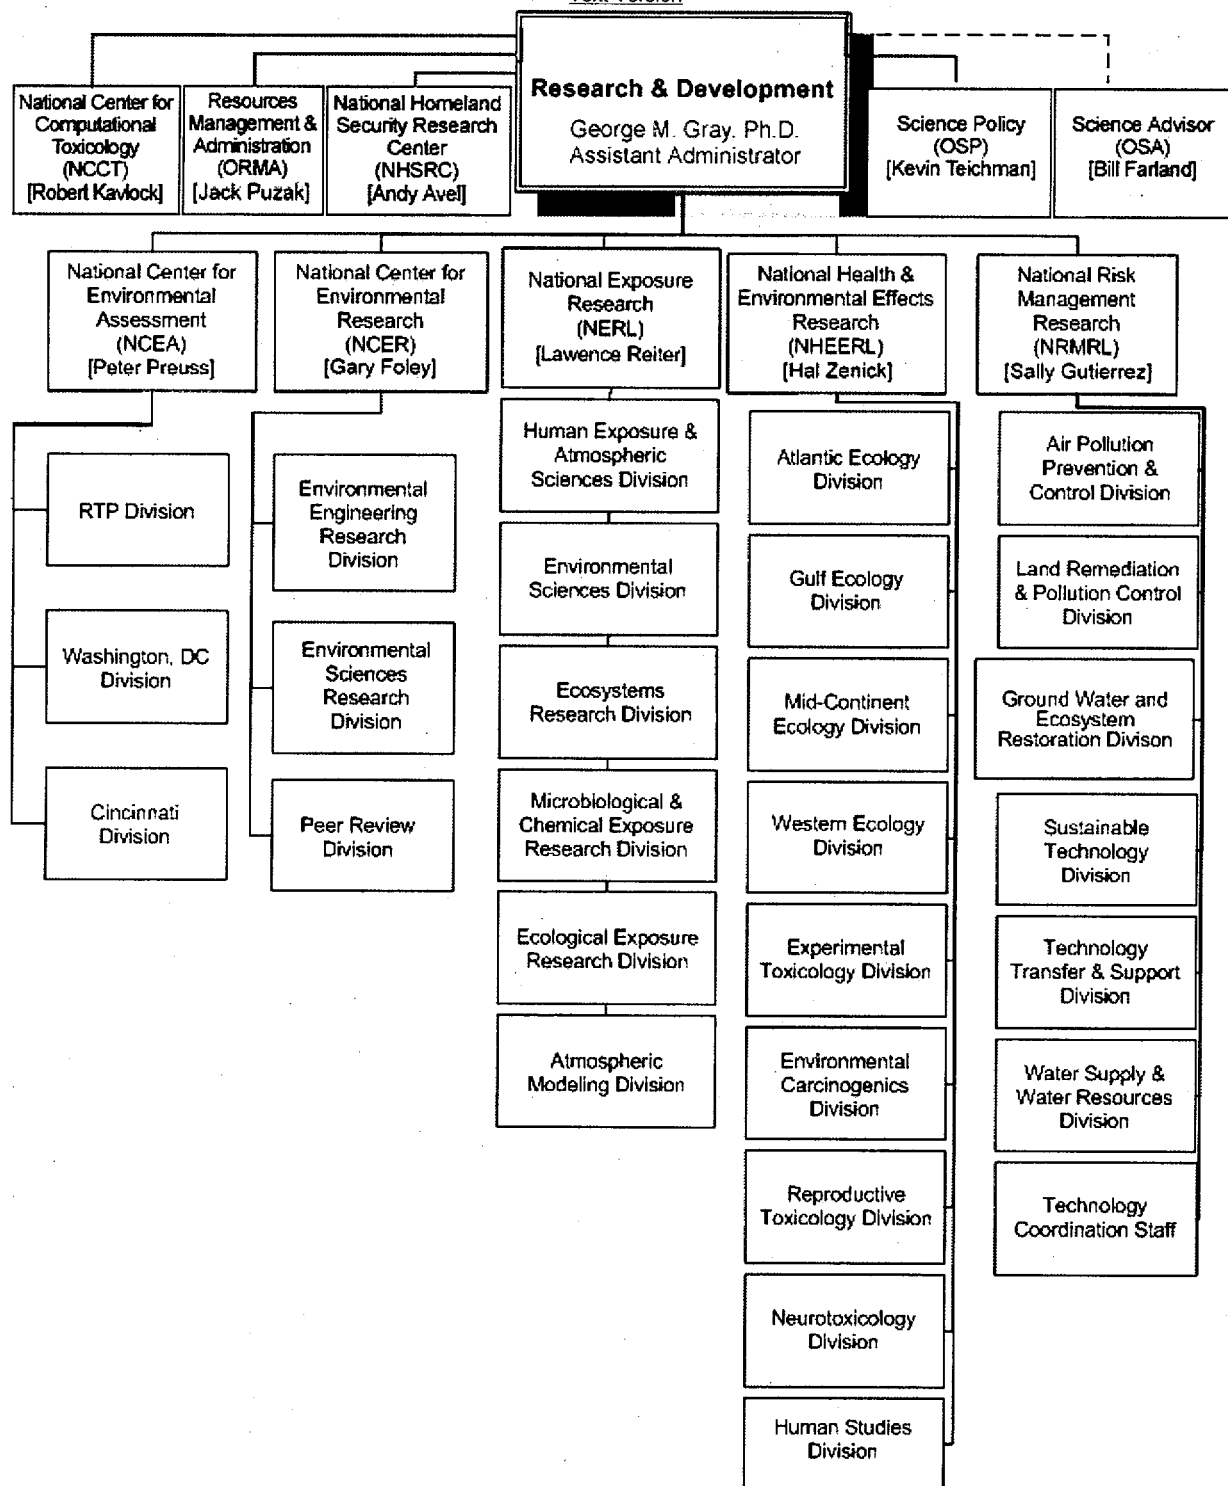 Text Version
Research & Development
George M. Gray, Ph.D.
Assistant Administrator
National Center for
Computational
Toxicology
(NCCT)
[Robert Kavlock]
Resources
Management &
Administration
(ORMA)
[Jack Puzak]
National Homeland
Security Research
Center
(NHSRC)
[Andy Avel]
Science Policy
(OSP)
[Kevin Teichman]
Science Advisor
(OSA)
[Bill Farland]
National Center for
Environmental
Assessment
(NCEA)
[Peter Preuss]
National Center for
Environmental
Research
(NCER)
[Gary Foley]
National Exposure
Research
(NERL)
[Lawence Reiter]
National Health &
Environmental Effects
Research
(NHEERL)
[Hal Zenick]
National Risk
Management
Research
(NRMRL)
[Sally Gutierrez]
RTP Division
Washington, DC
Division
Cincinnati
Division
Environmental
Engineering
Research
Division
Environmental
Sciences
Research
Division
Peer Review
Division
Human Exposure &
Atmospheric
Sciences Division
Environmental
Sciences Division
Ecosystems
Research Division
Microbiological &
Chemical Exposure
Research Division
Ecological Exposure
Research Division
Atmospheric
Modeling Division
Atlantic Ecology
Division
Gulf Ecology
Division
Mid-Continent
Ecology Division
Western Ecology
Division
Experimental
Toxicology Division
Environmental
Carcinogenics
Division
Reproductive
Toxicology Division
Neurotoxicology
Division
Human Studies
Division
Air Pollution
Prevention &
Control Division
Land Remediation
& Pollution Control
Division
Ground Water and
Ecosystem
Restoration Divison
Sustainable
Technology
Division
Technology
Transfer & Support
Division
Water Supply &
Water Resources
Division
Technology
Coordination Staff